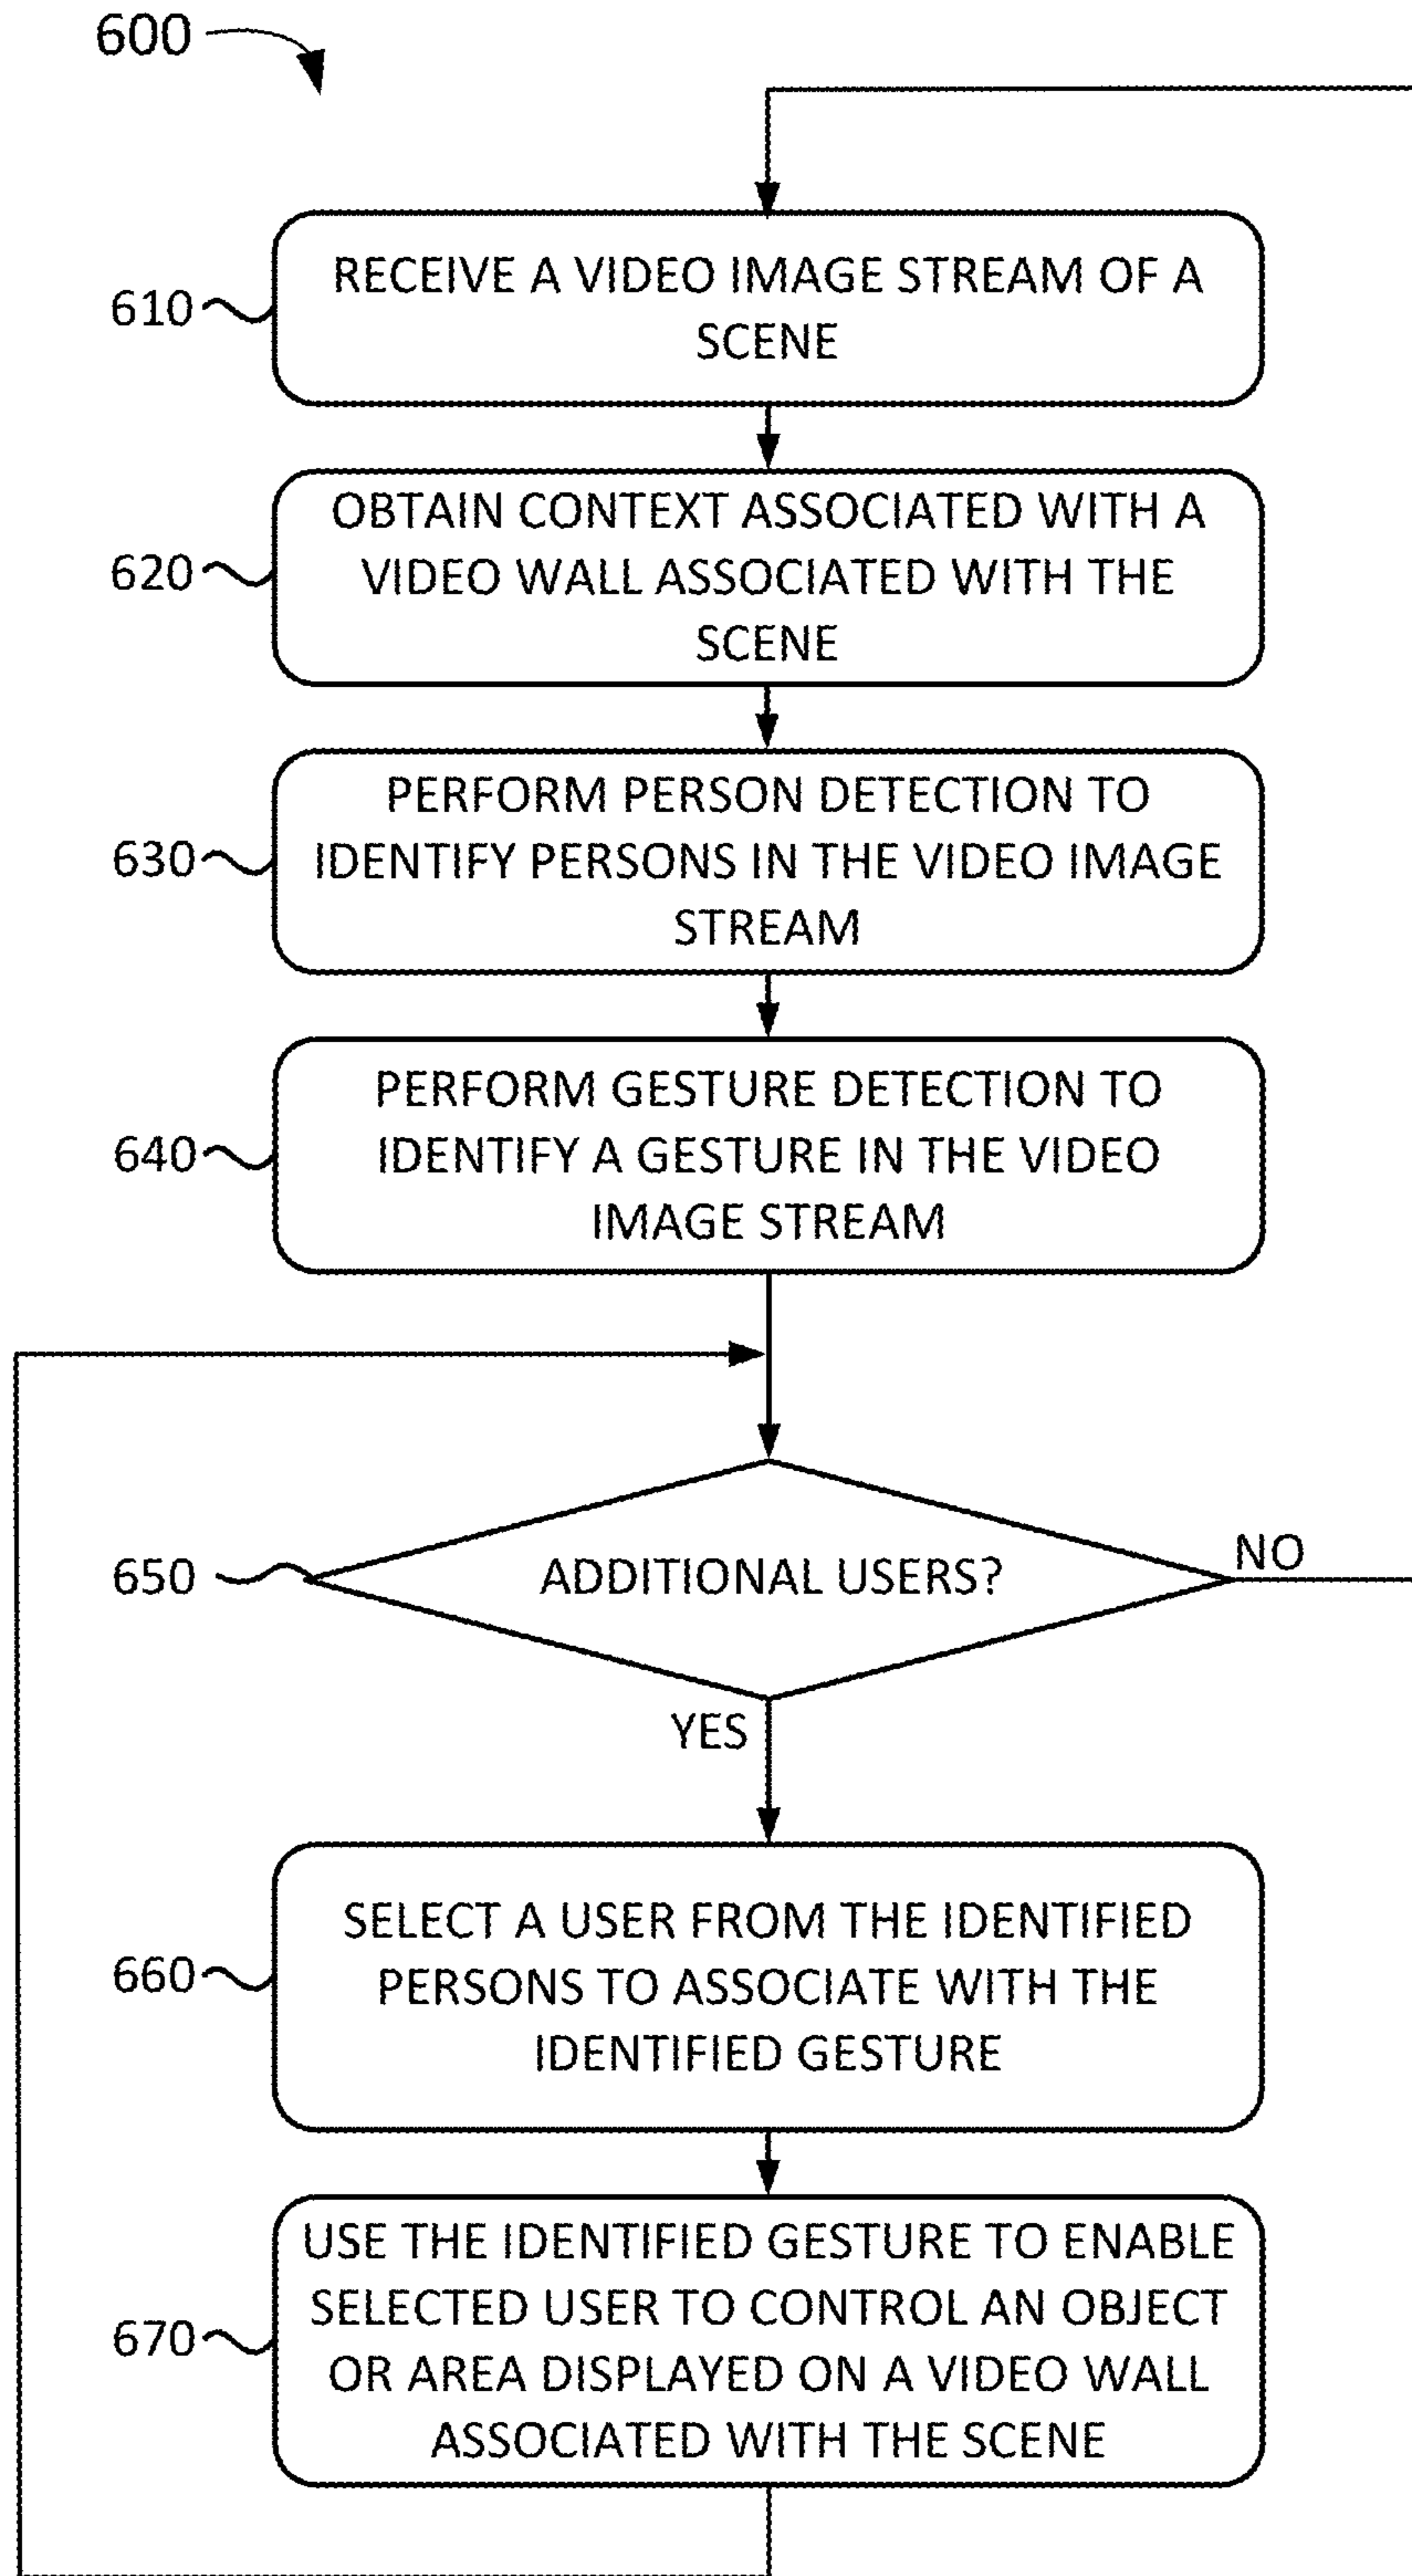 600
610
RECEIVE A VIDEO IMAGE STREAM OF A
SCENE
620
OBTAIN CONTEXT ASSOCIATED WITH A
VIDEO WALL ASSOCIATED WITH THE
SCENE
630
PERFORM PERSON DETECTION TO
IDENTIFY PERSONS IN THE VIDEO IMAGE
STREAM
640
PERFORM GESTURE DETECTION TO
IDENTIFY A GESTURE IN THE VIDEO
IMAGE STREAM
650
ADDITIONAL USERS?
NO
YES
660
SELECT A USER FROM THE IDENTIFIED
PERSONS TO ASSOCIATE WITH THE
IDENTIFIED GESTURE
670
USE THE IDENTIFIED GESTURE TO ENABLE
SELECTED USER TO CONTROL AN OBJECT
OR AREA DISPLAYED ON A VIDEO WALL
ASSOCIATED WITH THE SCENE